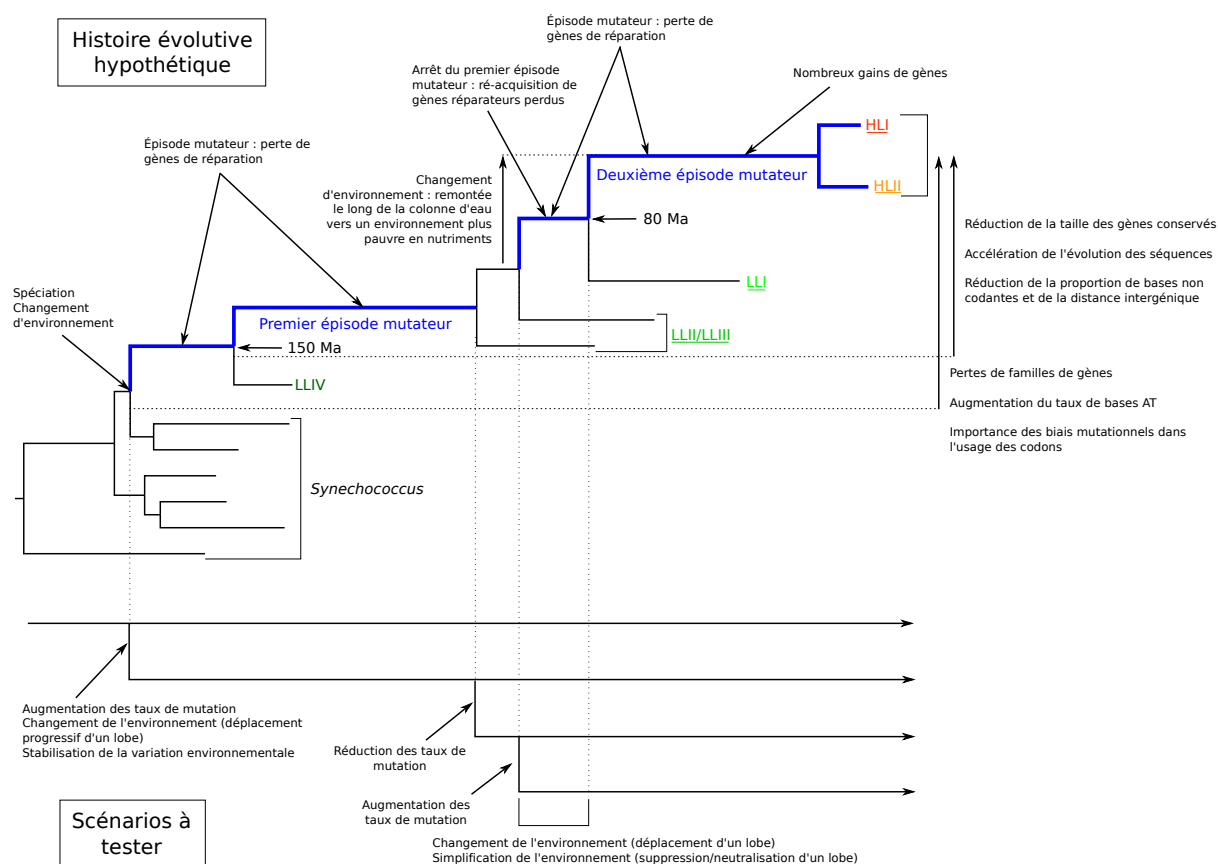 Histoire évolutive
hypothétique
Épisode mutateur : perte de
gènes de réparation
Arrêt du premier épisode
mutateur : ré-acquisition de
gènes réparateurs perdus
Nombreux gains de gènes
HLI
HLII
Épisode mutateur : perte de
gènes de réparation
Changement
d'environnement : remontée
le long de la colonne d'eau
vers un environnement plus
pauvre en nutriments
Deuxième épisode mutateur
80 Ma
Réduction de la taille des gènes conservés
Accélération de l'évolution des séquences
Réduction de la proportion de bases non
codantes et de la distance intergénique
LLI
Spéciation
Changement
d'environnement
Premier épisode mutateur
LLII/LLIII
150 Ma
LLIV
Pertes de familles de gènes
Augmentation du taux de bases AT
Importance des biais mutationnels dans
l'usage des codons
Synechococcus
Augmentation des taux de mutation
Changement de l'environnement (déplacement
progressif d'un lobe)
Stabilisation de la variation environnementale
Réduction des taux de
mutation
Augmentation des
taux de mutation
Scénarios à
tester
Changement de l'environnement (déplacement d'un lobe)
Simplification de l'environnement (suppression/neutralisation d'un lobe)